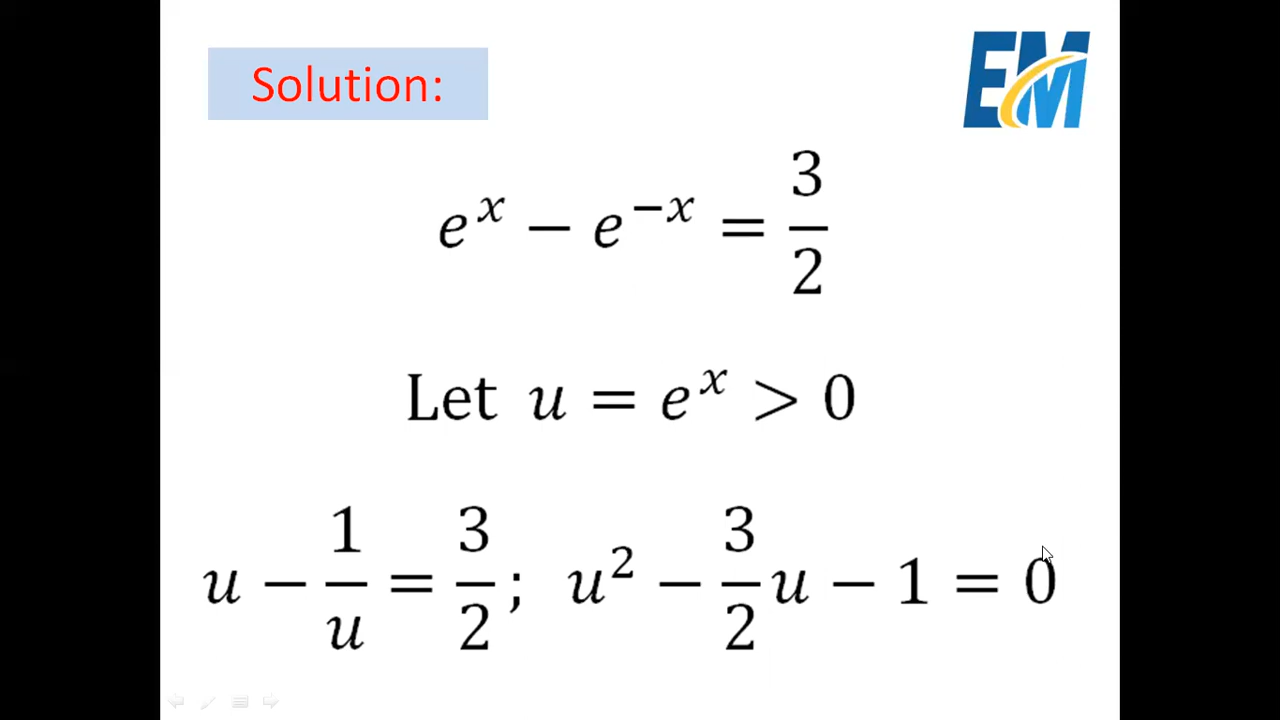 Solution:
EM
e^x − e^{−x} = 3/2
Let u = e^x > 0
u − 1/u = 3/2; u² − 3/2 u − 1 = 0